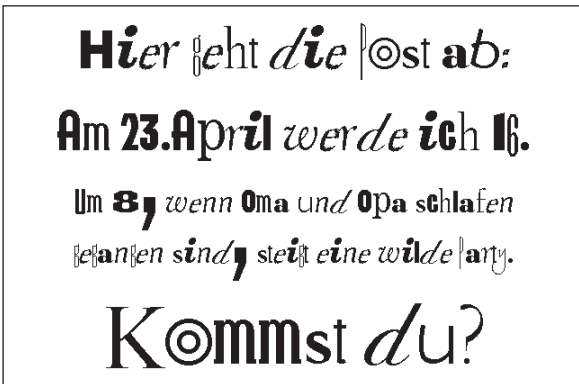 Hier geht die Post ab:
Am 23.April werde ich 16.
Um 8, wenn Oma und Opa schlafen
gegangen sind, steigt eine wilde Party.
Kommst du?